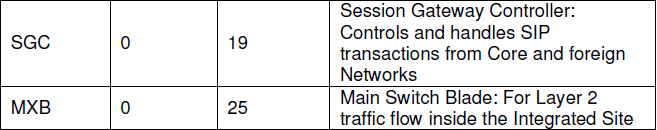 Session Gateway Controller:
Controls and handles SIP
SGC 0 19 transactions from Core and foreign
Networks
MXB 0 25 Main Switch Blade: For Layer 2
traffic flow inside the Integrated Site